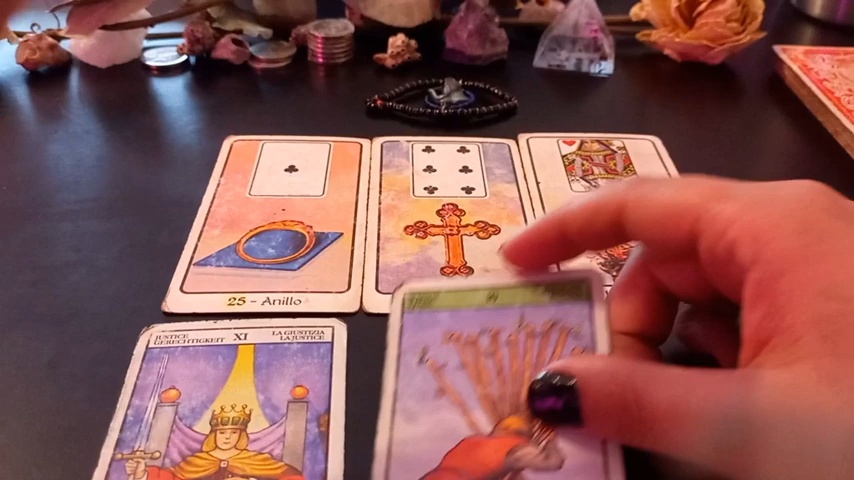 25 - Anillo
JUSTICE XI LA GIUSTIZIA
GERECHTIGKEIT LA JUSTICE